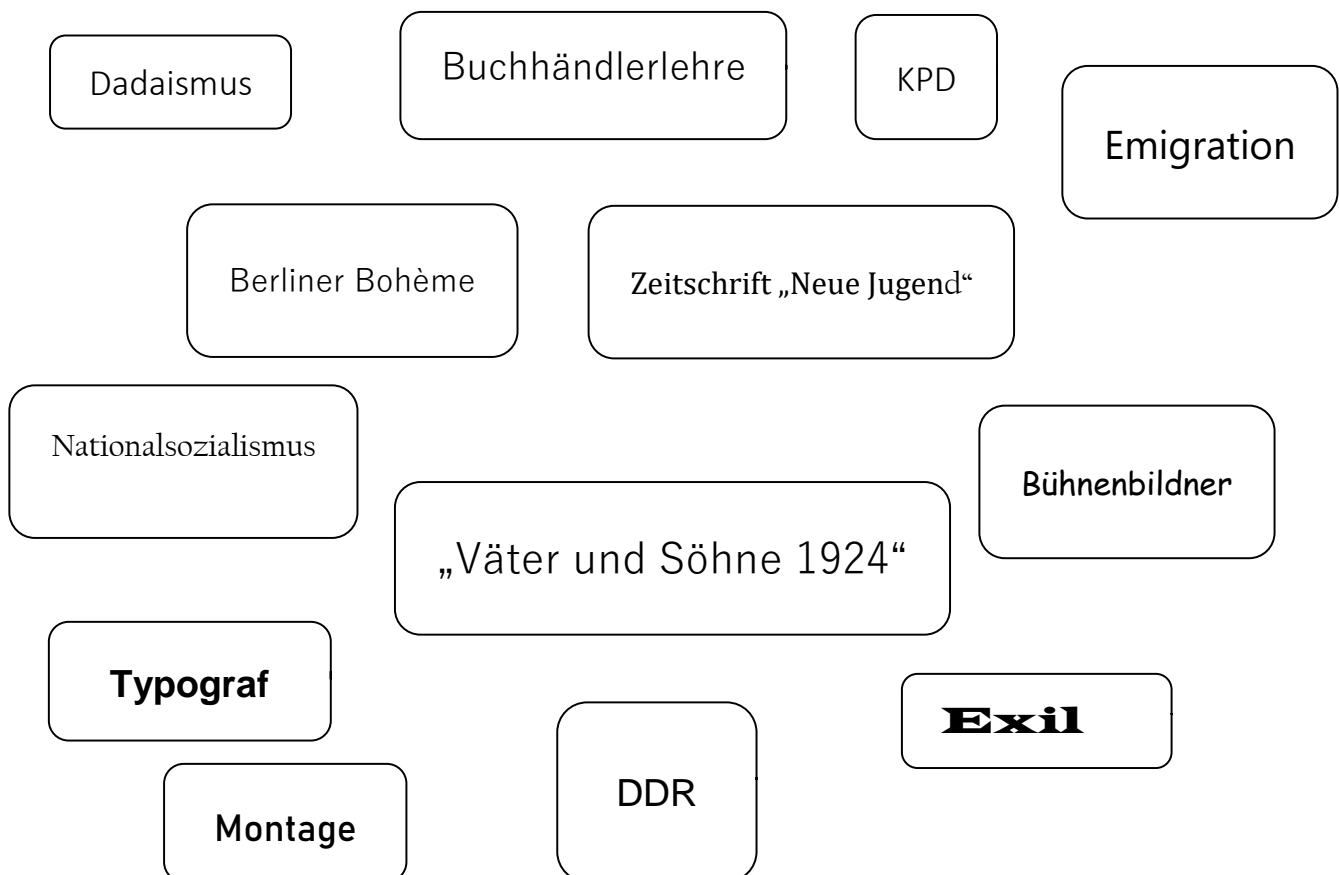 Dadaismus
Buchhändlerlehre
KPD
Emigration
Berliner Bohème
Zeitschrift „Neue Jugend“
Nationalsozialismus
Bühnenbildner
„Väter und Söhne 1924“
Typograf
Exil
DDR
Montage